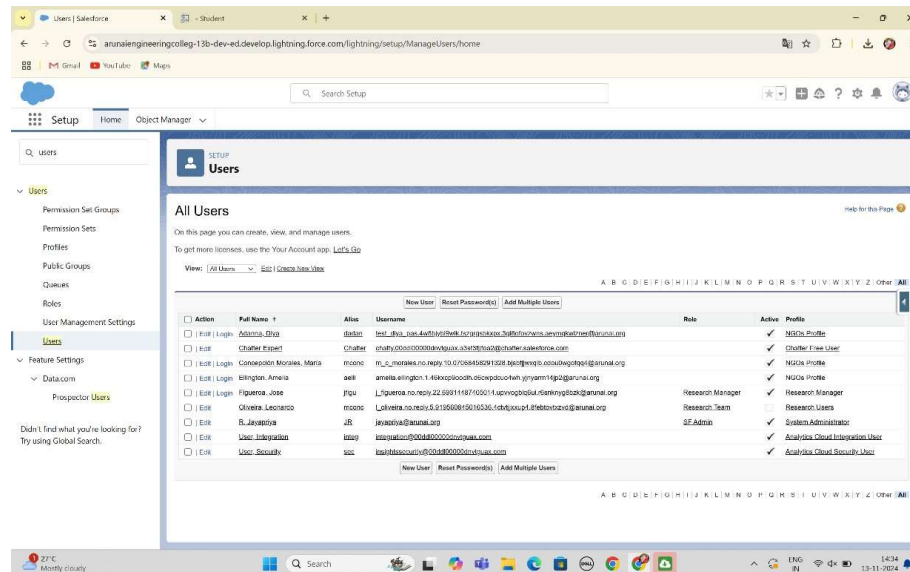 Users | Salesforce
- Student
arunaiengineeringcolleg-13b-dev-ed.develop.lightning.force.com/lightning/setup/ManageUsers/home
Gmail YouTube Maps
Search Setup
Setup Home Object Manager
users
SETUP
Users
Users
Permission Set Groups
Permission Sets
Profiles
Public Groups
Queues
Roles
User Management Settings
Users
Feature Settings
Data.com
Prospector Users
Didn't find what you're looking for?
Try using Global Search.
All Users
Help for this Page
On this page you can create, view, and manage users.
To get more licenses, use the Your Account app. Let's Go
View: All Users Edit | Create New View
A B C D E F G H I J K L M N O P Q R S T U V W X Y Z Other All
New User Reset Password(s) Add Multiple Users
Action Full Name ↑ Alias Username Role Active Profile
Edit | Login Adanna, Diya dadan NGOs Profile
Edit Chatter Expert Chatter Chatter Free User
Edit | Login Concepción Morales, Maria mconc NGOs Profile
Edit | Login Ellington, Amelia aelli NGOs Profile
Edit | Login Figueroa, Jose jfigu Research Manager Research Manager
Edit Oliveira, Leonardo mconc Research Team Research Users
Edit R, Jayapriya JR jayapriya@arunai.org SF Admin System Administrator
Edit User, Integration integ Analytics Cloud Integration User
Edit User, Security sec Analytics Cloud Security User
New User Reset Password(s) Add Multiple Users
A B C D E F G H I J K L M N O P Q R S T U V W X Y Z Other All
1
27°C
Mostly cloudy
Search
ENG
IN
14:34
13-11-2024